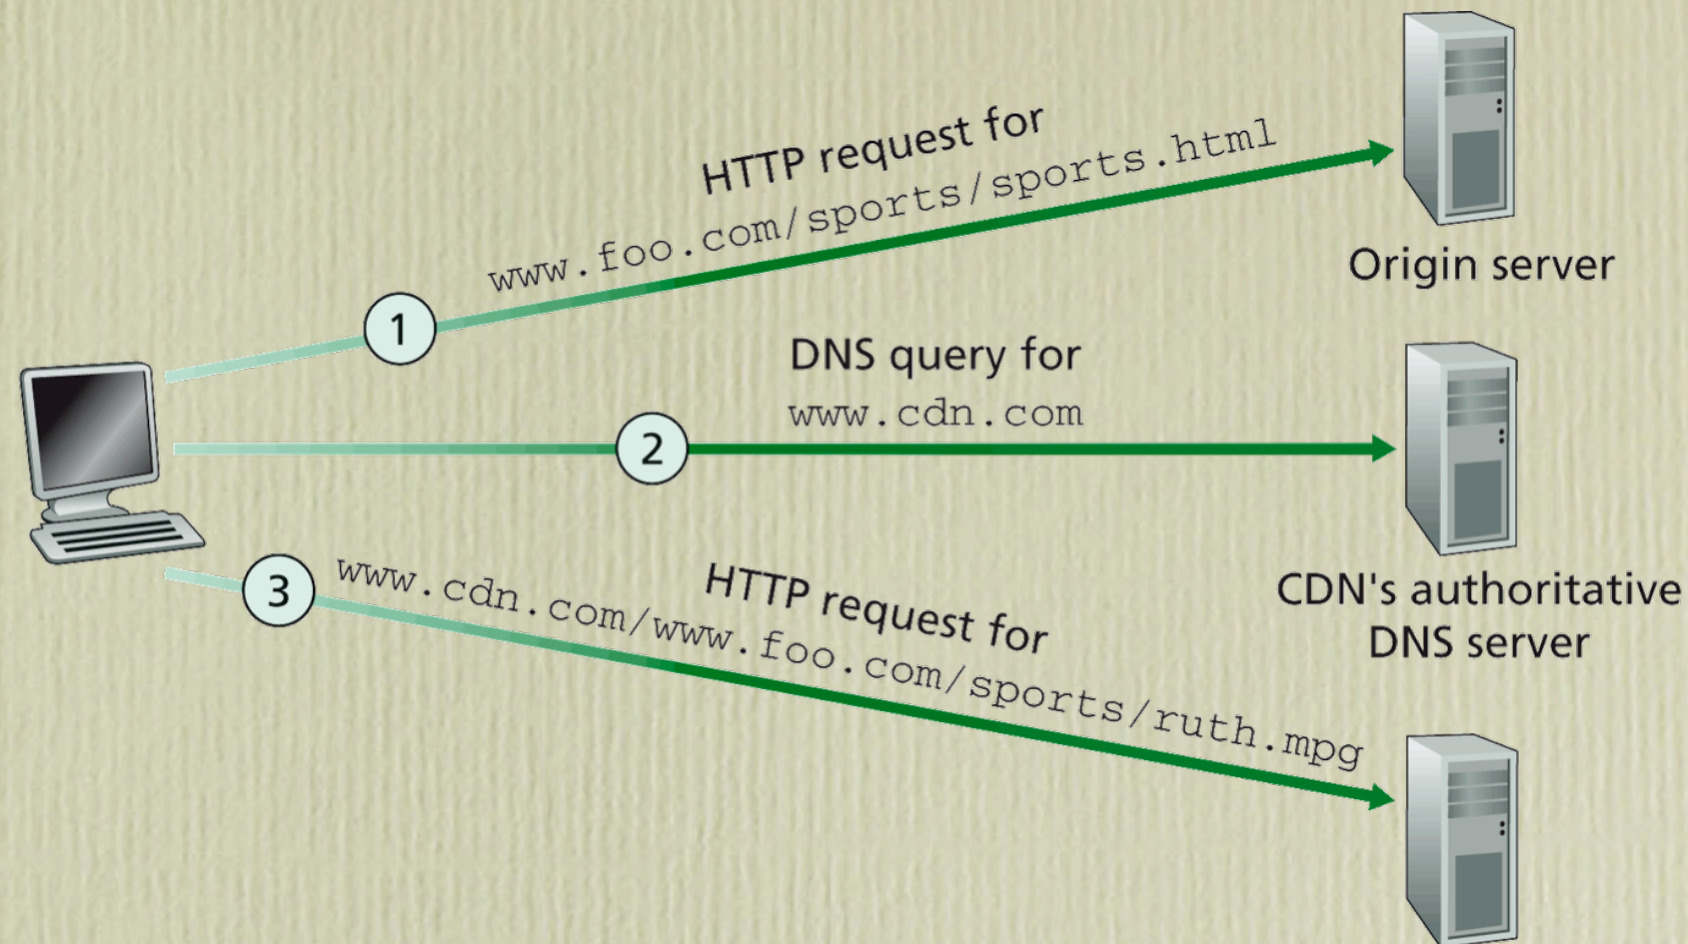 HTTP request for
www.foo.com/sports/sports.html
1
Origin server
DNS query for
www.cdn.com
2
CDN's authoritative
DNS server
3
HTTP request for
www.cdn.com/www.foo.com/sports/ruth.mpg